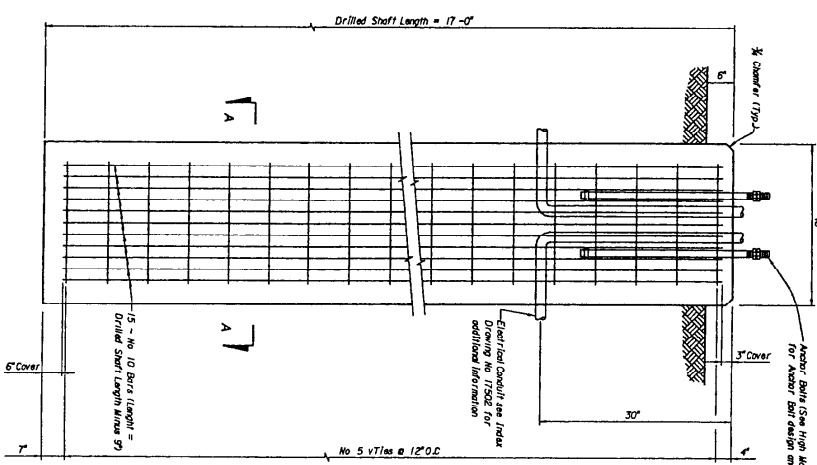 Drilled Shaft Length = 17 -0"
6"
3/4 Chamfer (Typ.)
A
A
Anchor Bolts (See High
for Anchor Bolt design
15 ~ No 10 Bars (Lenght =
Drilled Shaft Length Minus 9")
Electrical Conduit see Index
Drawing No 17502 for
additional information
6" Cover
3" Cover
30"
7"
No 5 vTies @ 12" O.C
4"